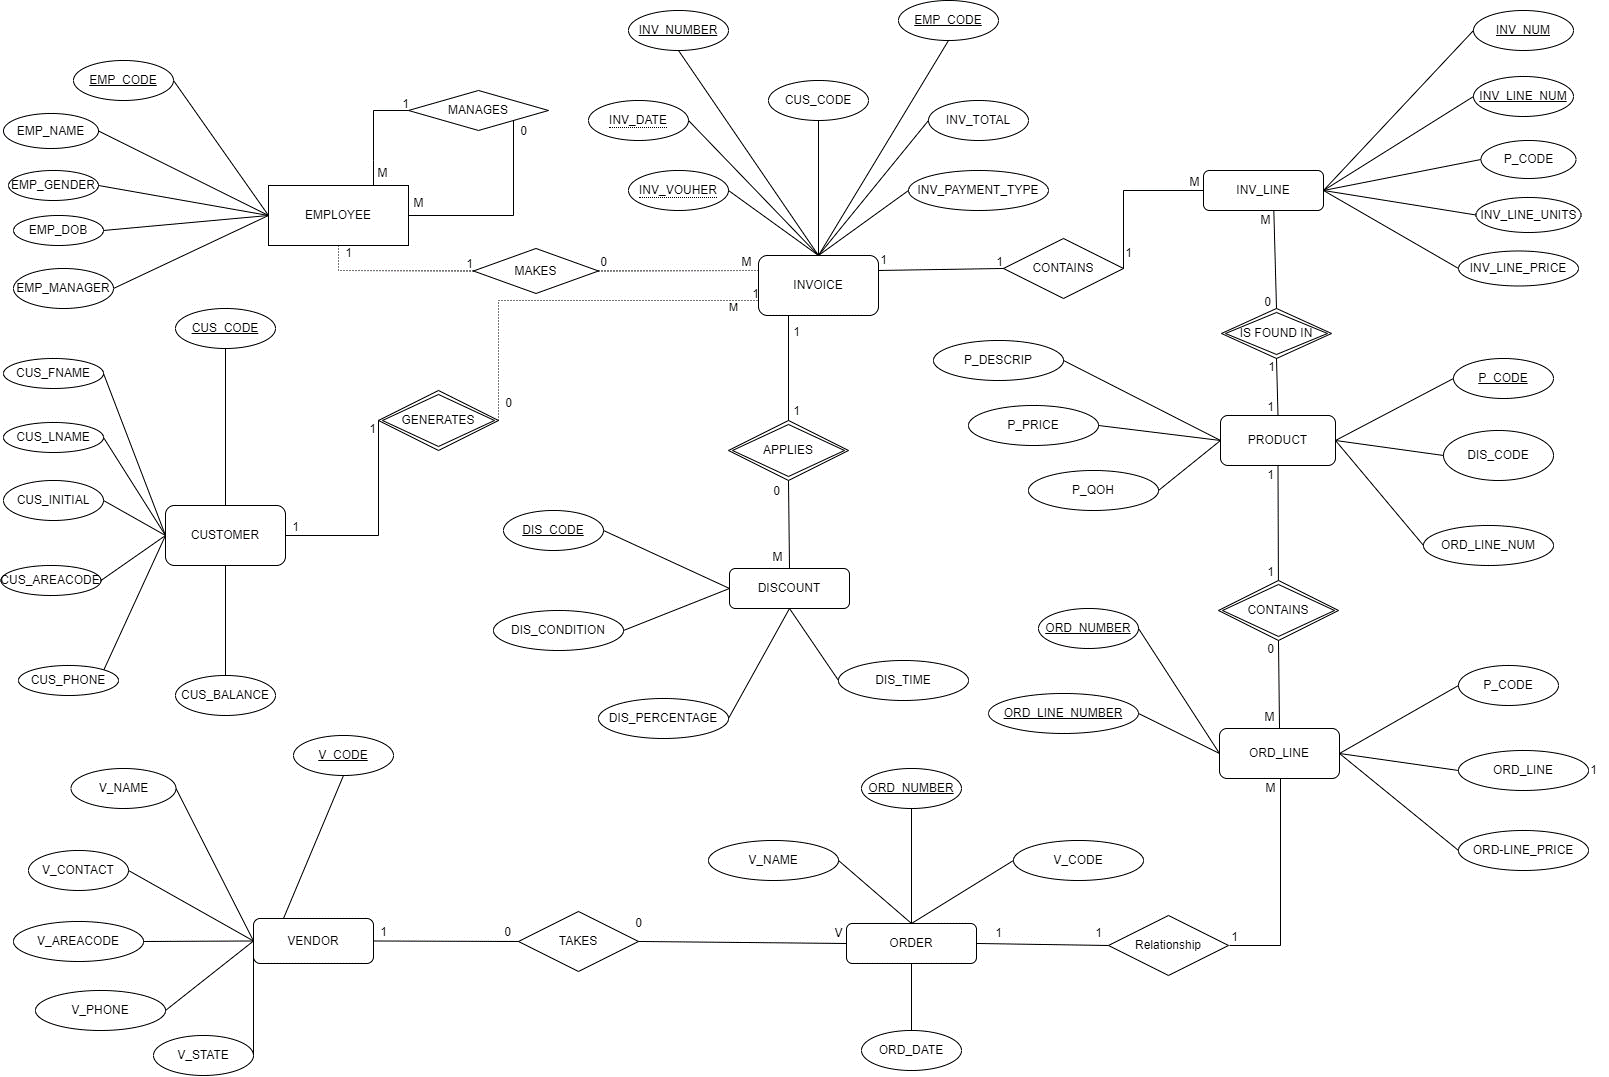 INV_NUMBER
EMP_CODE
INV_NUM
EMP_CODE
MANAGES
1
0
CUS_CODE
INV_LINE_NUM
EMP_NAME
INV_DATE
INV_TOTAL
P_CODE
EMP_GENDER
M
M
INV_VOUHER
INV_PAYMENT_TYPE
M
INV_LINE
INV_LINE_UNITS
EMPLOYEE
M
EMP_DOB
1
1
MAKES
0
M
1
CONTAINS
1
1
INV_LINE_PRICE
EMP_MANAGER
INVOICE
1
M
0
CUS_CODE
1
IS FOUND IN
CUS_FNAME
P_DESCRIP
1
P_CODE
0
1
1
GENERATES
1
P_PRICE
PRODUCT
CUS_LNAME
APPLIES
DIS_CODE
CUS_INITIAL
0
P_QOH
1
CUSTOMER
1
DIS_CODE
ORD_LINE_NUM
M
1
CUS_AREACODE
DISCOUNT
CONTAINS
DIS_CONDITION
ORD_NUMBER
0
CUS_PHONE
CUS_BALANCE
DIS_TIME
P_CODE
DIS_PERCENTAGE
ORD_LINE_NUMBER
M
V_CODE
ORD_LINE
ORD_LINE
1
V_NAME
ORD_NUMBER
M
V_CONTACT
V_NAME
V_CODE
ORD-LINE_PRICE
V_AREACODE
VENDOR
1
0
TAKES
0
V
ORDER
1
1
Relationship
1
V_PHONE
V_STATE
ORD_DATE